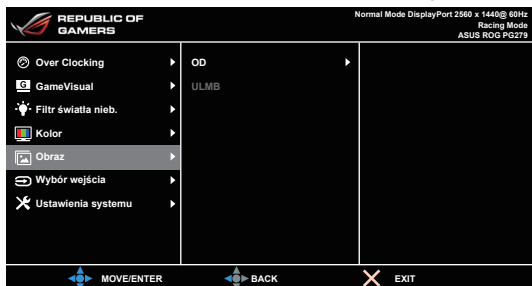 REPUBLIC OF
GAMERS
Normal Mode DisplayPort 2560 x 1440@ 60Hz
Racing Mode
ASUS ROG PG279
Over Clocking
G GameVisual
Filtr światła nieb.
Kolor
Obraz
Wybór wejścia
Ustawienia systemu
OD
ULMB
MOVE/ENTER
BACK
EXIT